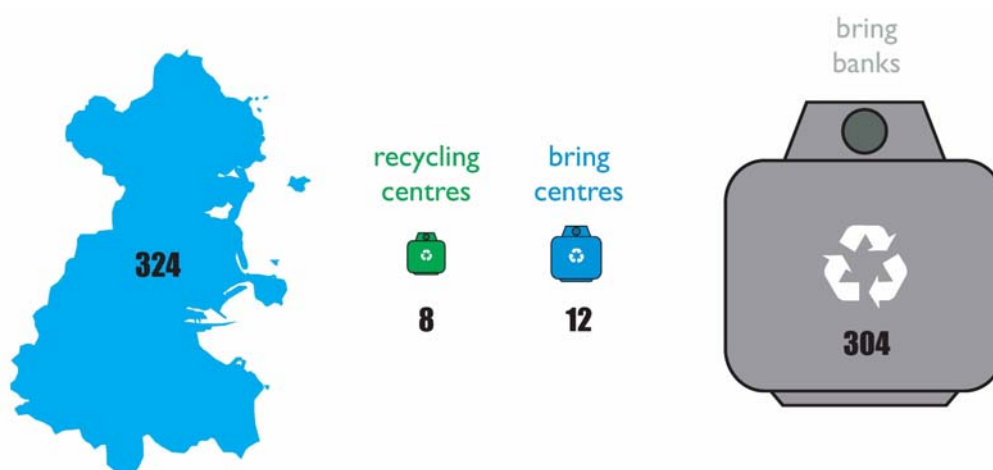 324
recycling
centres
8
bring
centres
12
bring
banks
304